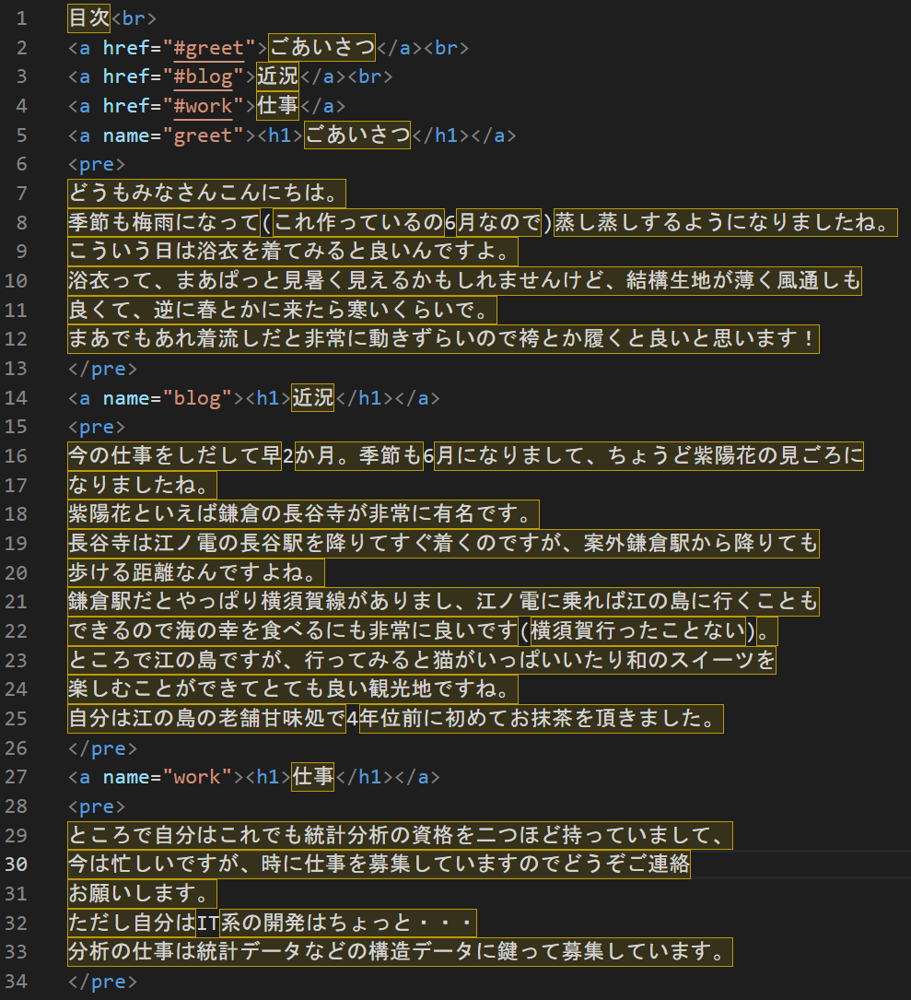 1 目次<br>
2 <a href="#greet">ごあいさつ</a><br>
3 <a href="#blog">近況</a><br>
4 <a href="#work">仕事</a>
5 <a name="greet"><h1>ごあいさつ</h1></a>
6 <pre>
7 どうもみなさんこんにちは。
8 季節も梅雨になって(これ作っているの6月なので)蒸し蒸しするようになりましたね。
9 こういう日は浴衣を着てみると良いんですよ。
10 浴衣って、まあぱっと見暑く見えるかもしれませんけど、結構生地が薄く風通しも
11 良くて、逆に春とかに来たら寒いくらいで。
12 まあでもあれ着流しだと非常に動きずらいので袴とか履くと良いと思います！
13 </pre>
14 <a name="blog"><h1>近況</h1></a>
15 <pre>
16 今の仕事をしだして早2か月。季節も6月になりまして、ちょうど紫陽花の見ごろに
17 なりましたね。
18 紫陽花といえば鎌倉の長谷寺が非常に有名です。
19 長谷寺は江ノ電の長谷駅を降りてすぐ着くのですが、案外鎌倉駅から降りても
20 歩ける距離なんですよね。
21 鎌倉駅だとやっぱり横須賀線がありまし、江ノ電に乗れば江の島に行くことも
22 できるので海の幸を食べるにも非常に良いです(横須賀行ったことない)。
23 ところで江の島ですが、行ってみると猫がいっぱいいたり和のスイーツを
24 楽しむことができてとても良い観光地ですね。
25 自分は江の島の老舗甘味処で4年位前に初めてお抹茶を頂きました。
26 </pre>
27 <a name="work"><h1>仕事</h1></a>
28 <pre>
29 ところで自分はこれでも統計分析の資格を二つほど持っていまして、
30 今は忙しいですが、時に仕事を募集していますのでどうぞご連絡
31 お願いします。
32 ただし自分はIT系の開発はちょっと・・・
33 分析の仕事は統計データなどの構造データに鍵って募集しています。
34 </pre>